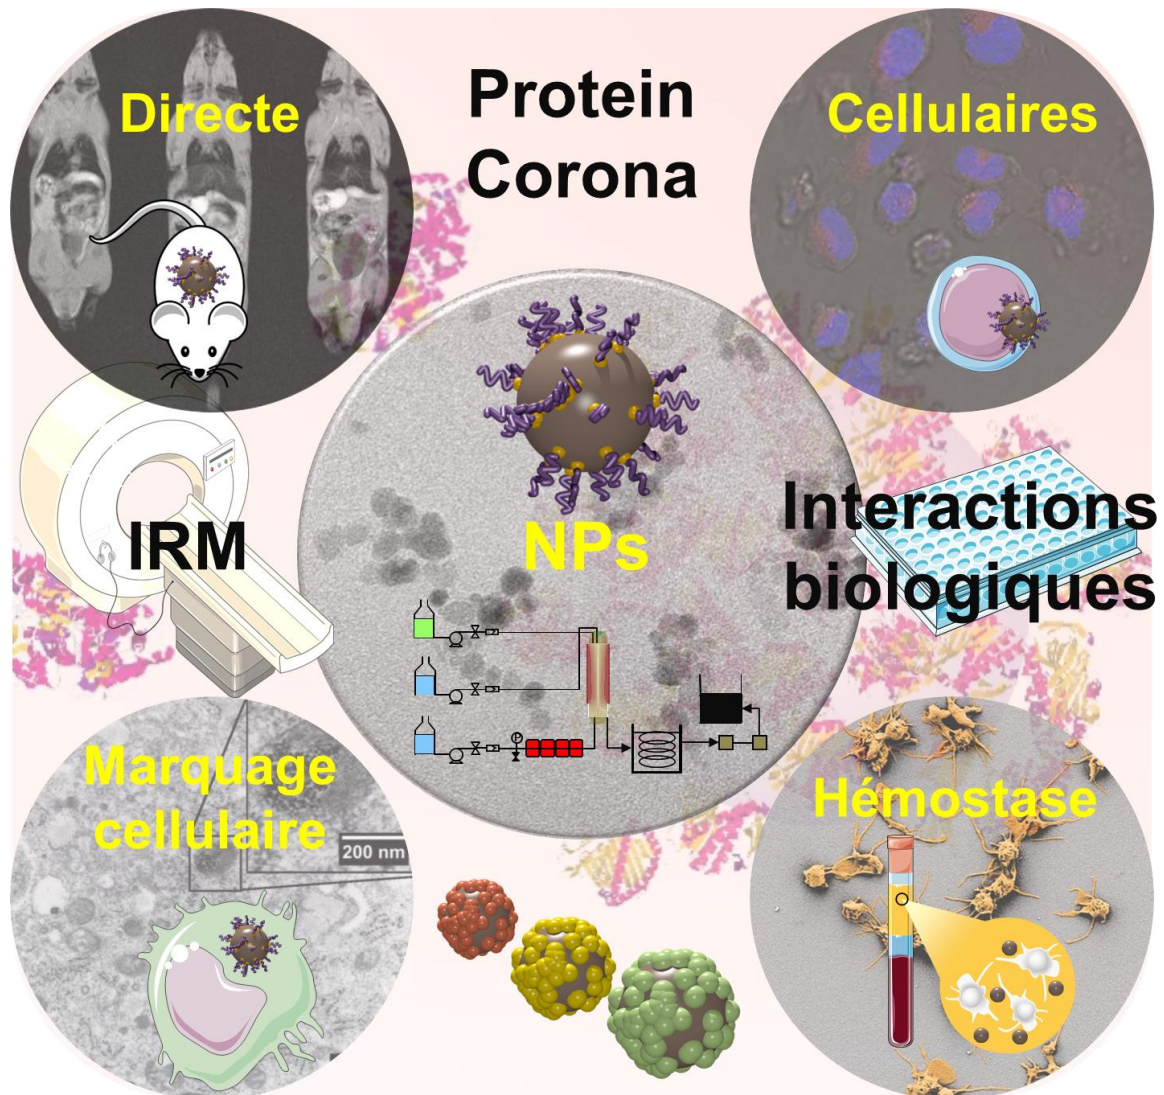 Directe
Protein
Corona
Cellulaires
IRM
NPs
Interactions
biologiques
Marquage
cellulaire
200 nm
Hémostase
P